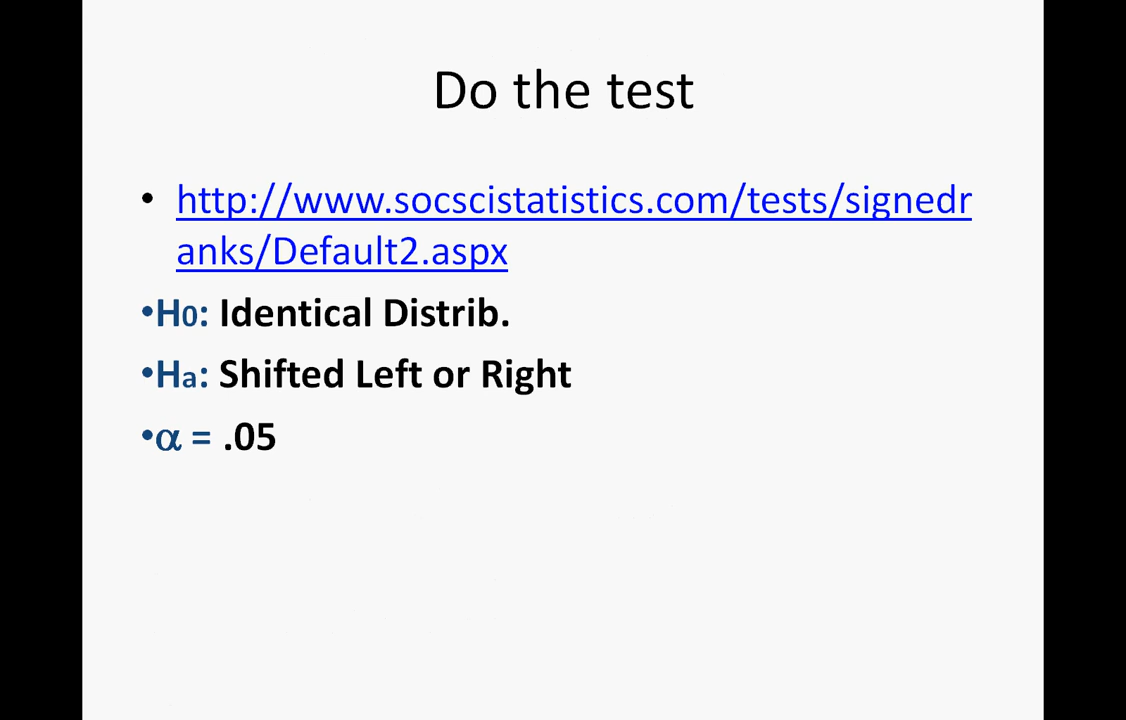 Do the test
• http://www.socscistatistics.com/tests/signedr
anks/Default2.aspx
•H0: Identical Distrib.
•Ha: Shifted Left or Right
•α = .05